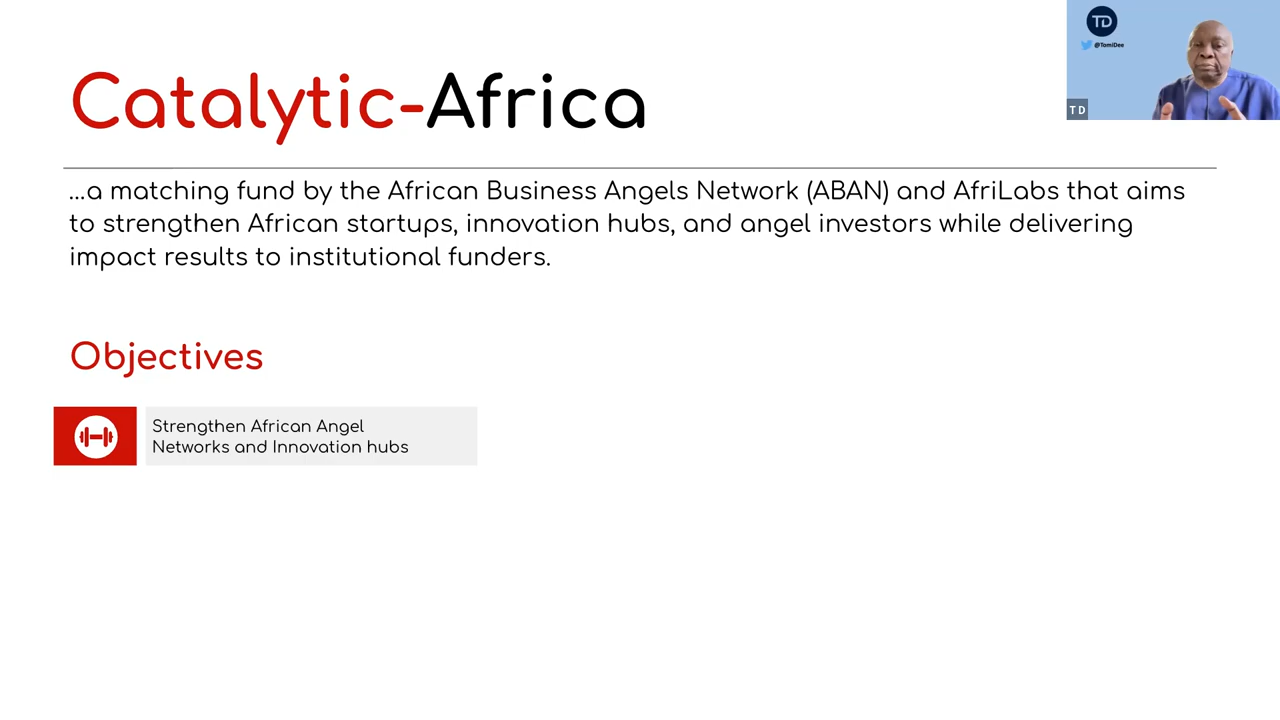 TD
@TomiDee
T D
Catalytic-Africa
...a matching fund by the African Business Angels Network (ABAN) and AfriLabs that aims
to strengthen African startups, innovation hubs, and angel investors while delivering
impact results to institutional funders.
Objectives
Strengthen African Angel
Networks and Innovation hubs